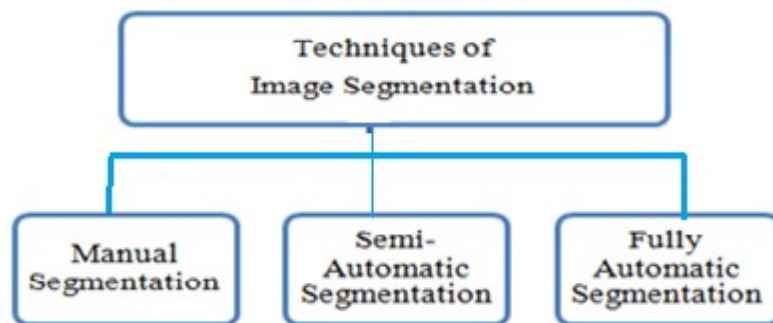 Techniques of
Image Segmentation
Manual
Segmentation
Semi-
Automatic
Segmentation
Fully
Automatic
Segmentation